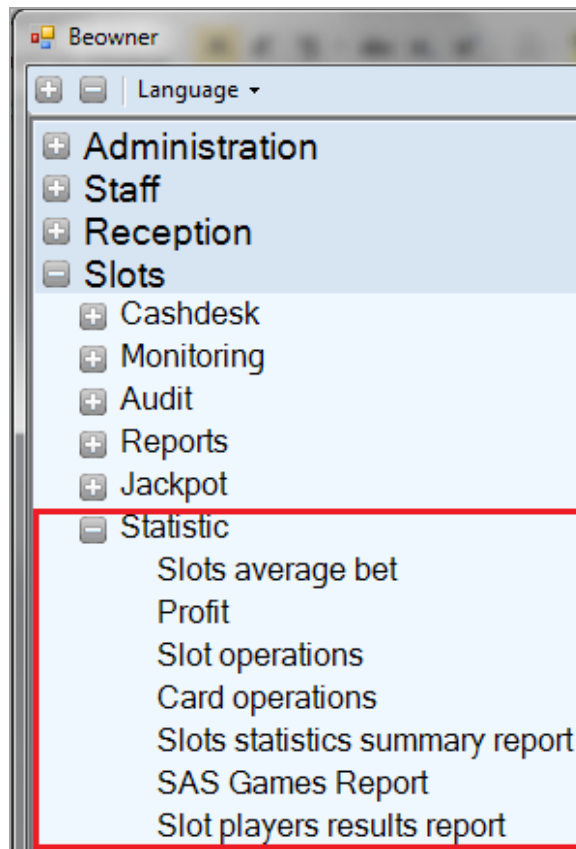 Beowner
Language
Administration
Staff
Reception
Slots
Cashdesk
Monitoring
Audit
Reports
Jackpot
Statistic
Slots average bet
Profit
Slot operations
Card operations
Slots statistics summary report
SAS Games Report
Slot players results report